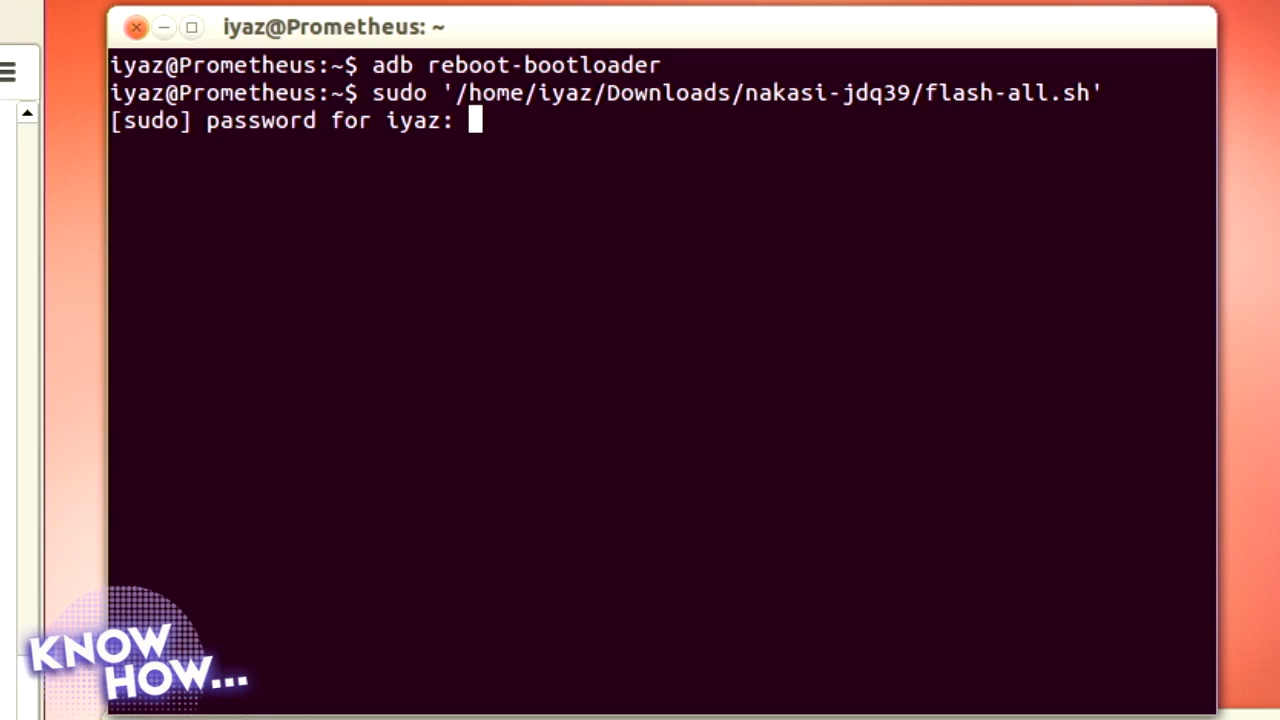 iyaz@Prometheus: ~
iyaz@Prometheus:~$ adb reboot-bootloader
iyaz@Prometheus:~$ sudo '/home/iyaz/Downloads/nakasi-jdq39/flash-all.sh'
[sudo] password for iyaz:
KNOW
HOW...